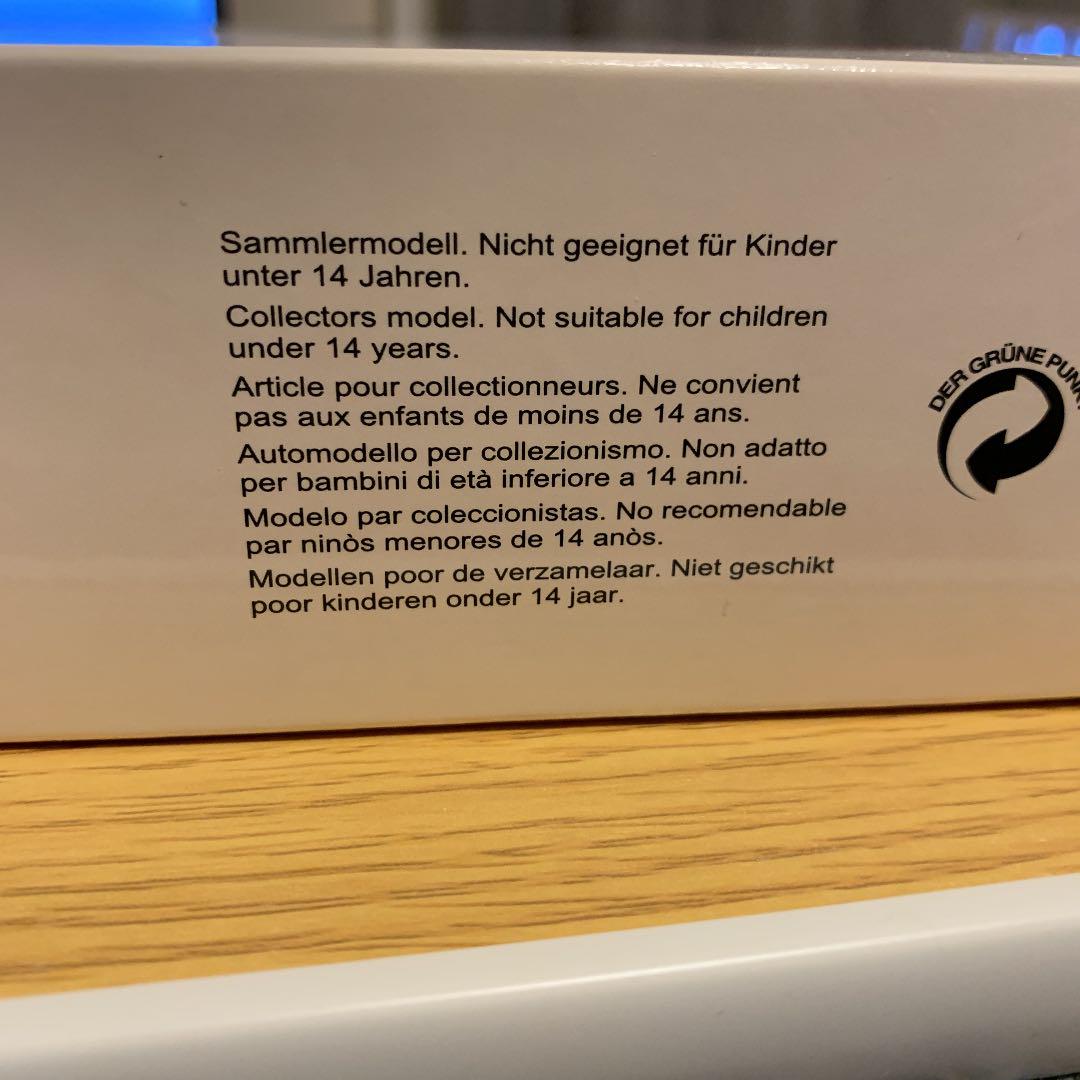 Sammlermodell. Nicht geeignet für Kinder
unter 14 Jahren.
Collectors model. Not suitable for children
under 14 years.
Article pour collectionneurs. Ne convient
pas aux enfants de moins de 14 ans.
Automodello per collezionismo. Non adatto
per bambini di età inferiore a 14 anni.
Modelo par coleccionistas. No recomendable
par ninòs menores de 14 anòs.
Modellen poor de verzamelaar. Niet geschikt
poor kinderen onder 14 jaar.
DER GRÜNE PUNK